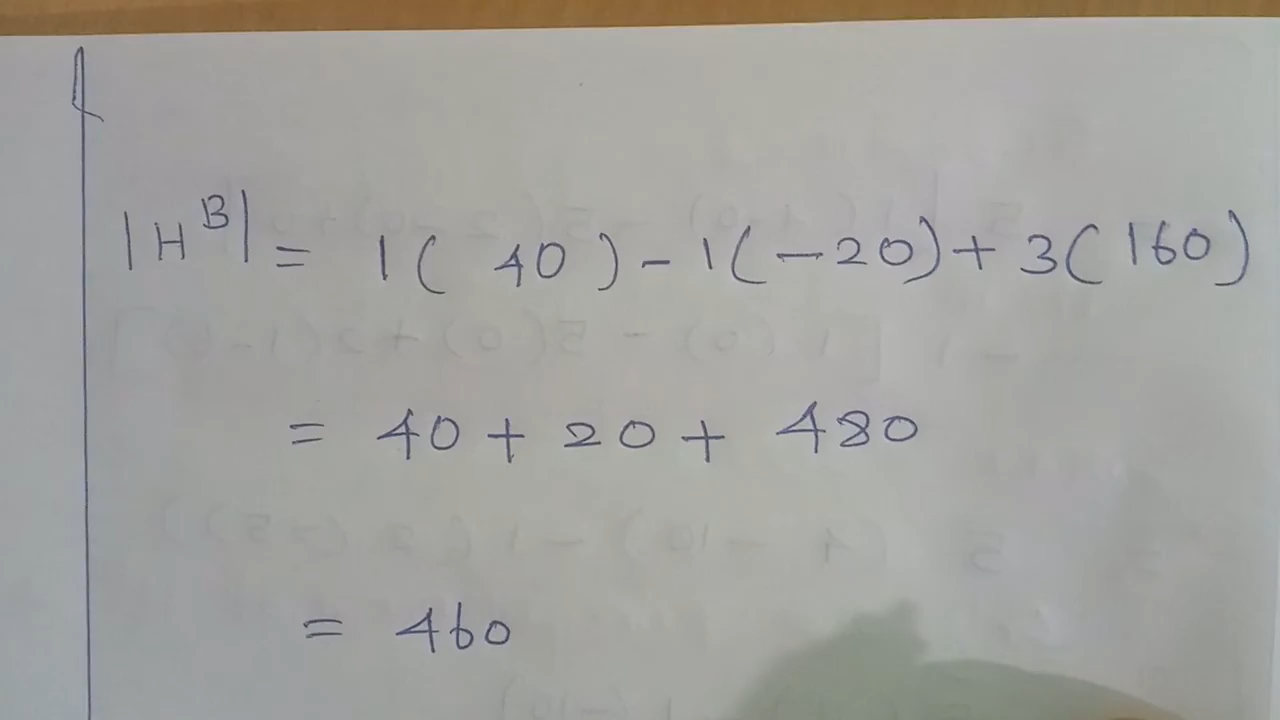 |H^B| = 1( 40 ) - 1(-20) + 3(160)
= 40 + 20 + 480
= 460